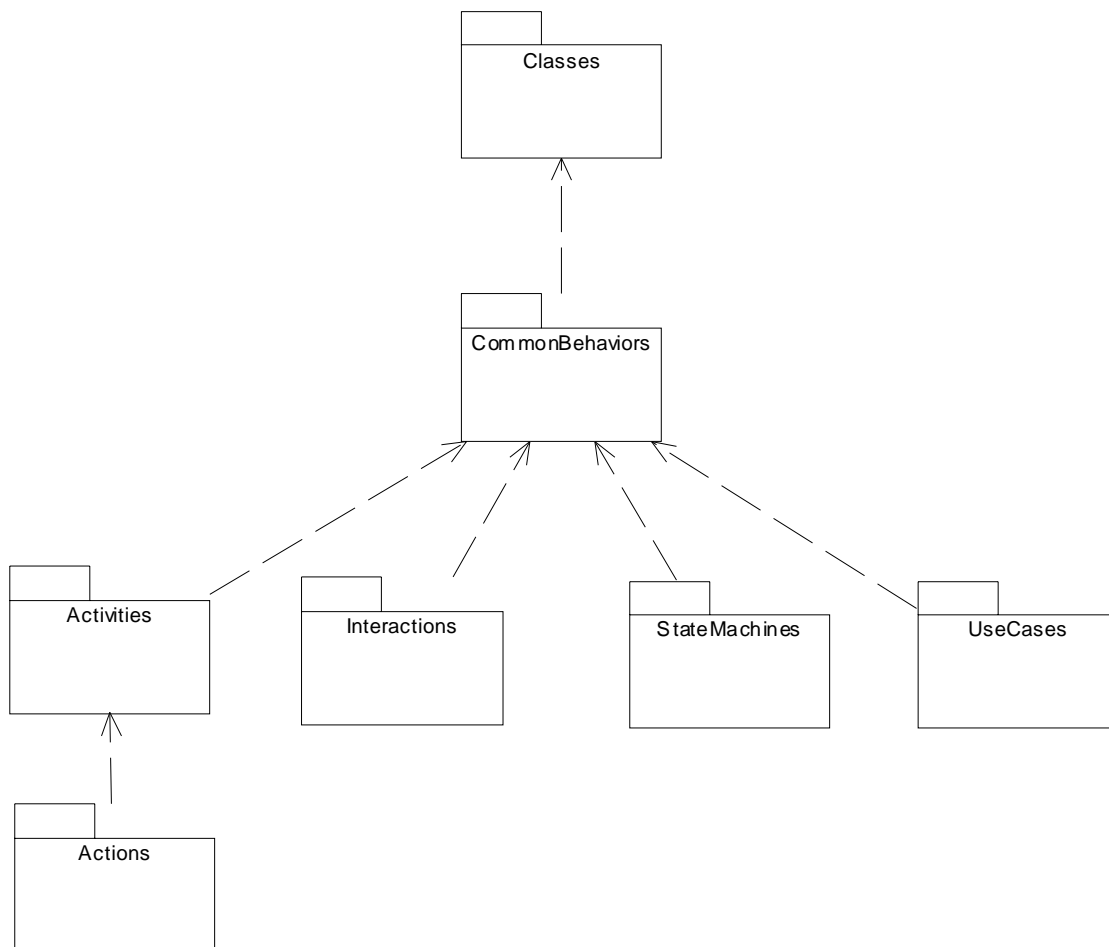 Classes
CommonBehaviors
Activities
Interactions
StateMachines
UseCases
Actions